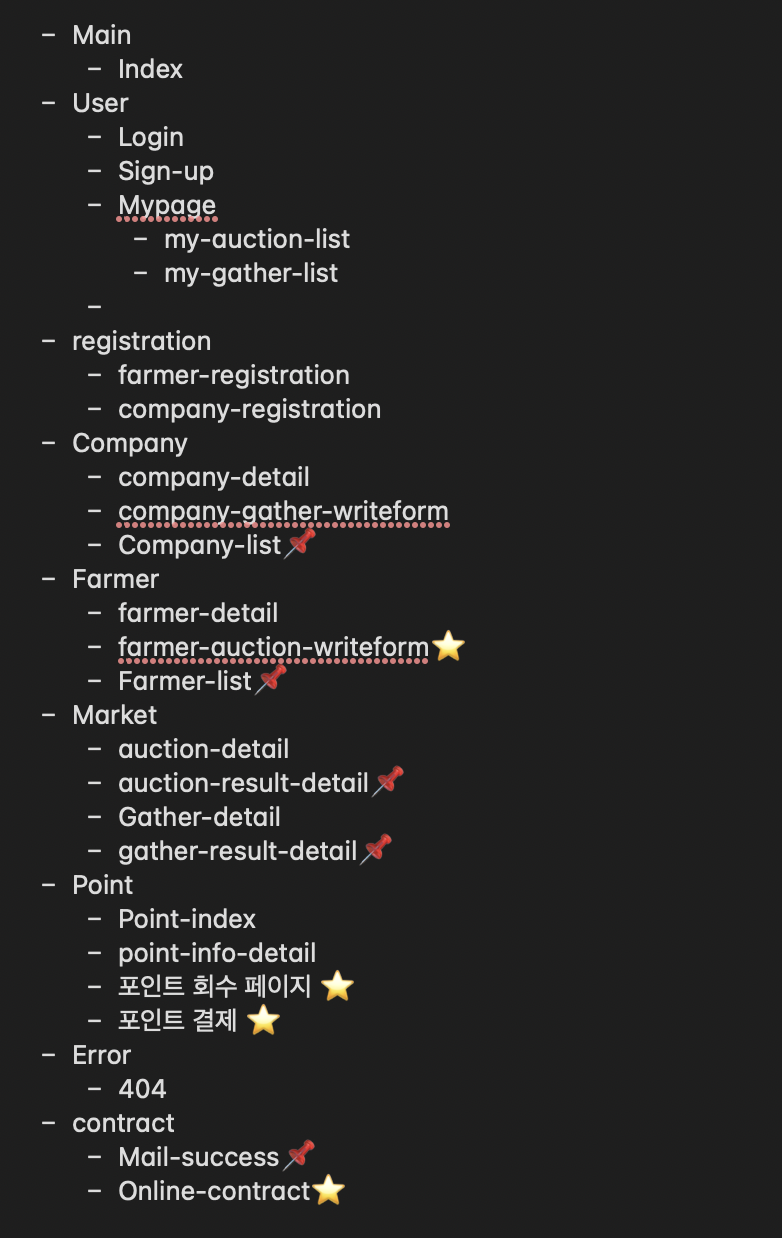 - Main
- Index
- User
- Login
- Sign-up
- Mypage
- my-auction-list
- my-gather-list
-
- registration
- farmer-registration
- company-registration
- Company
- company-detail
- company-gather-writeform
- Company-list📌
- Farmer
- farmer-detail
- farmer-auction-writeform⭐
- Farmer-list📌
- Market
- auction-detail
- auction-result-detail📌
- Gather-detail
- gather-result-detail📌
- Point
- Point-index
- point-info-detail
- 포인트 회수 페이지 ⭐
- 포인트 결제 ⭐
- Error
- 404
- contract
- Mail-success📌
- Online-contract⭐